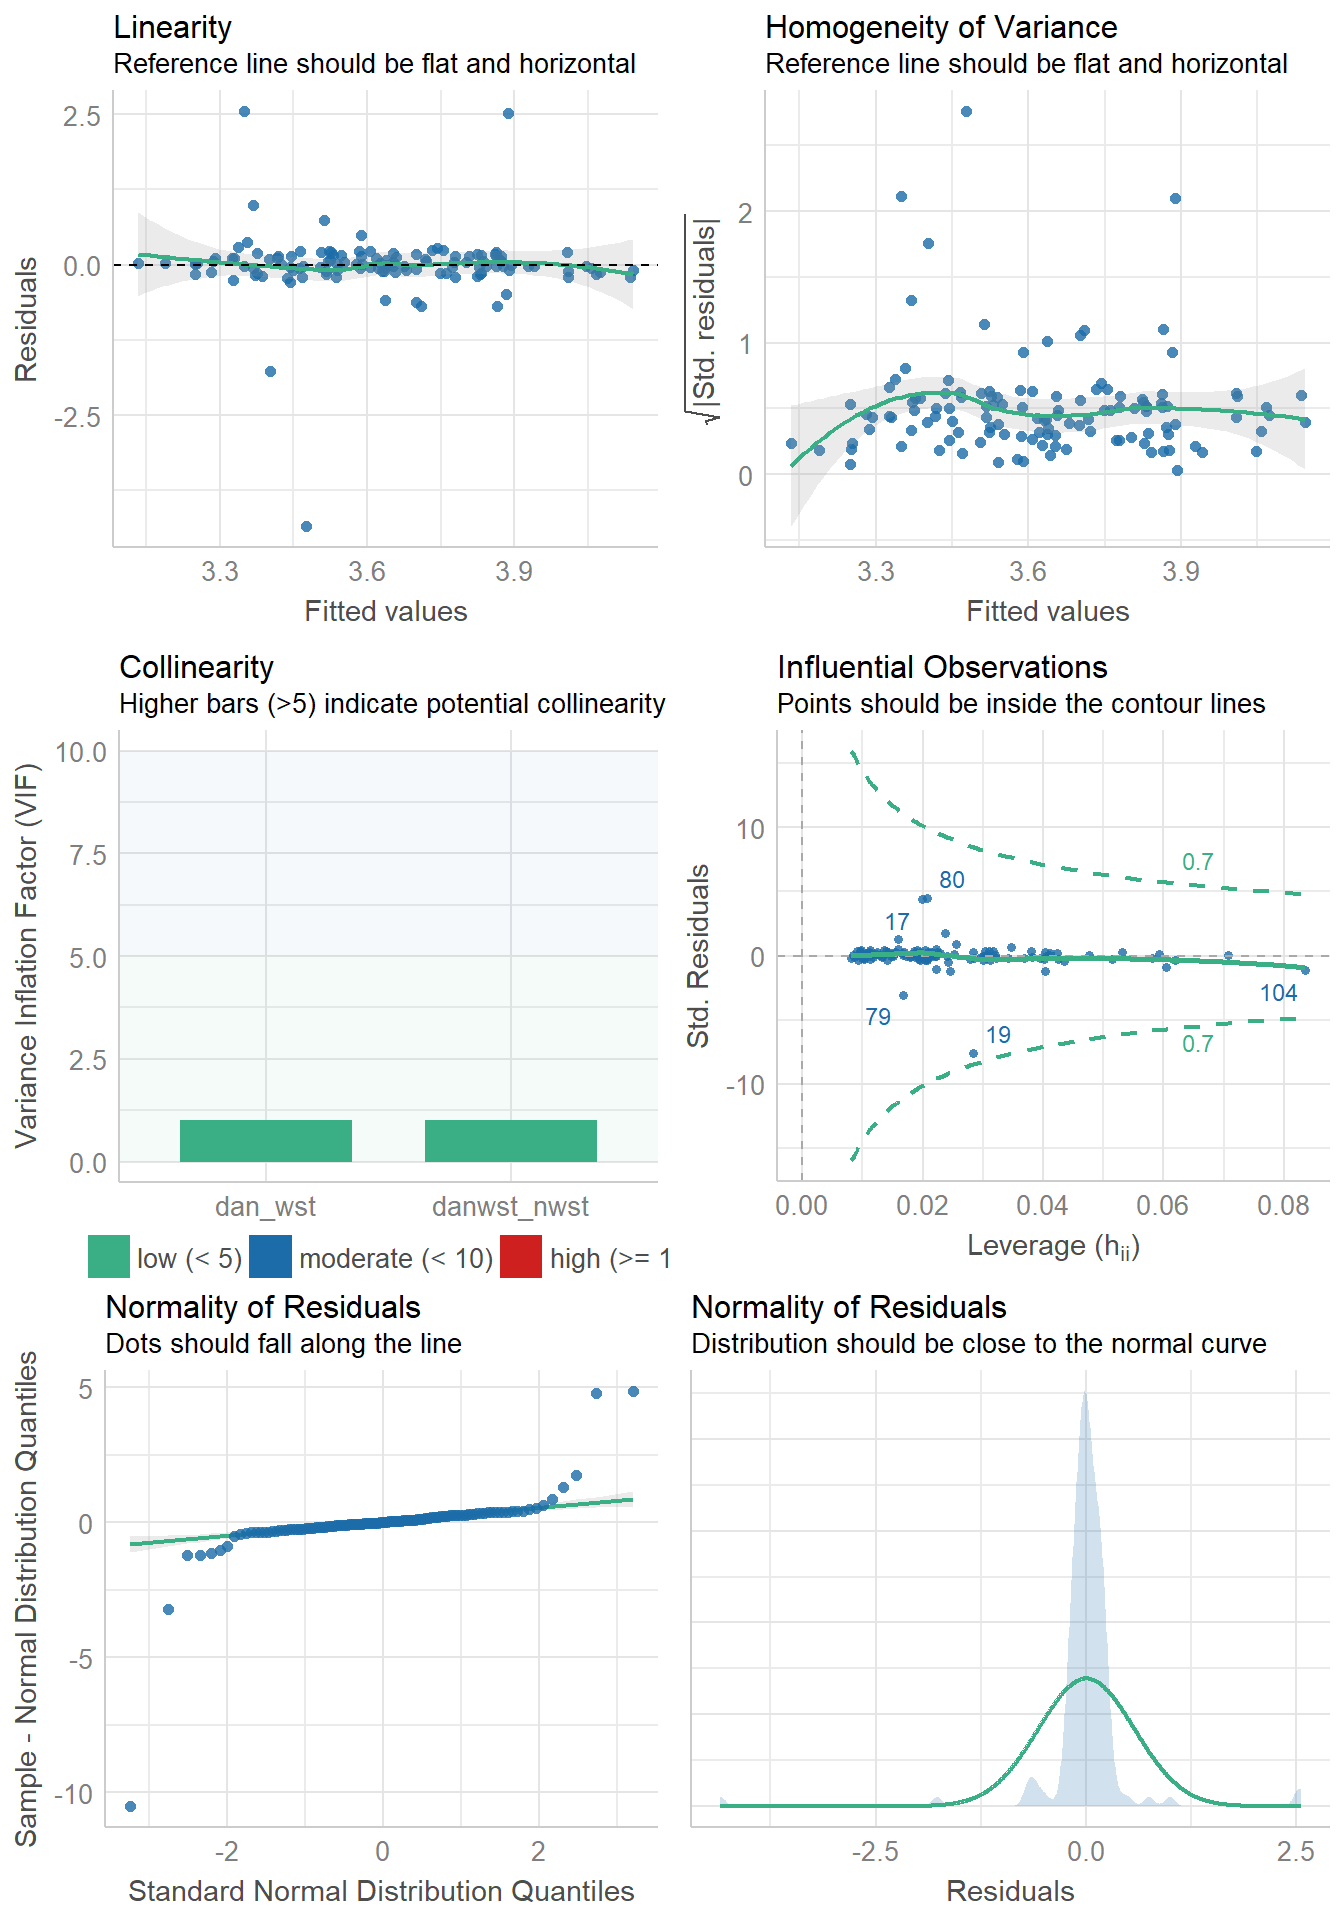 Linearity
Reference line should be flat and horizontal
2.5
0.0
-2.5
Residuals
3.3 3.6 3.9
Fitted values
Homogeneity of Variance
Reference line should be flat and horizontal
2
1
0
√|Std. residuals|
3.3 3.6 3.9
Fitted values
Collinearity
Higher bars (>5) indicate potential collinearity
10.0
7.5
5.0
2.5
0.0
Variance Inflation Factor (VIF)
dan_wst danwst_nwst
low (< 5) moderate (< 10) high (>= 1
Influential Observations
Points should be inside the contour lines
10
0
-10
Std. Residuals
0.7
80
17
104
79
19
0.7
0.00 0.02 0.04 0.06 0.08
Leverage (hii)
Normality of Residuals
Dots should fall along the line
5
0
-5
-10
Sample - Normal Distribution Quantiles
-2 0 2
Standard Normal Distribution Quantiles
Normality of Residuals
Distribution should be close to the normal curve
-2.5 0.0 2.5
Residuals